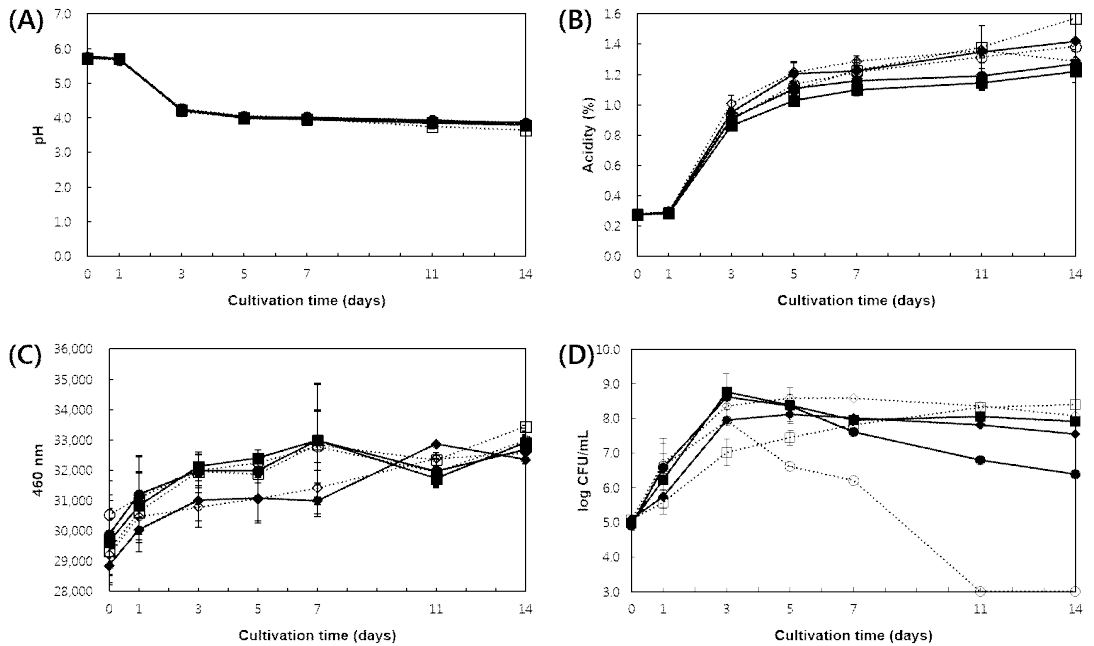 (A)
7.0
6.0
5.0
4.0
3.0
2.0
1.0
0.0
pH
0 1 3 5 7 11 14
Cultivation time (days)
(B)
1.6
1.4
1.2
1.0
0.8
0.6
0.4
0.2
0.0
Acidity (%)
0 1 3 5 7 11 14
Cultivation time (days)
(C)
36,000
35,000
34,000
33,000
32,000
31,000
30,000
29,000
28,000
460 nm
0 1 3 5 7 11 14
Cultivation time (days)
(D)
10.0
9.0
8.0
7.0
6.0
5.0
4.0
3.0
log CFU/mL
0 1 3 5 7 11 14
Cultivation time (days)